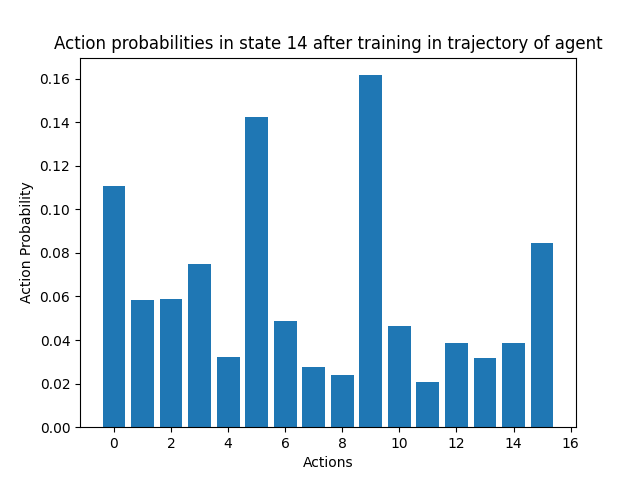 Action probabilities in state 14 after training in trajectory of agent
0.16
0.14
0.12
0.10
0.08
0.06
0.04
0.02
0.00
Action Probability
0 2 4 6 8 10 12 14 16
Actions